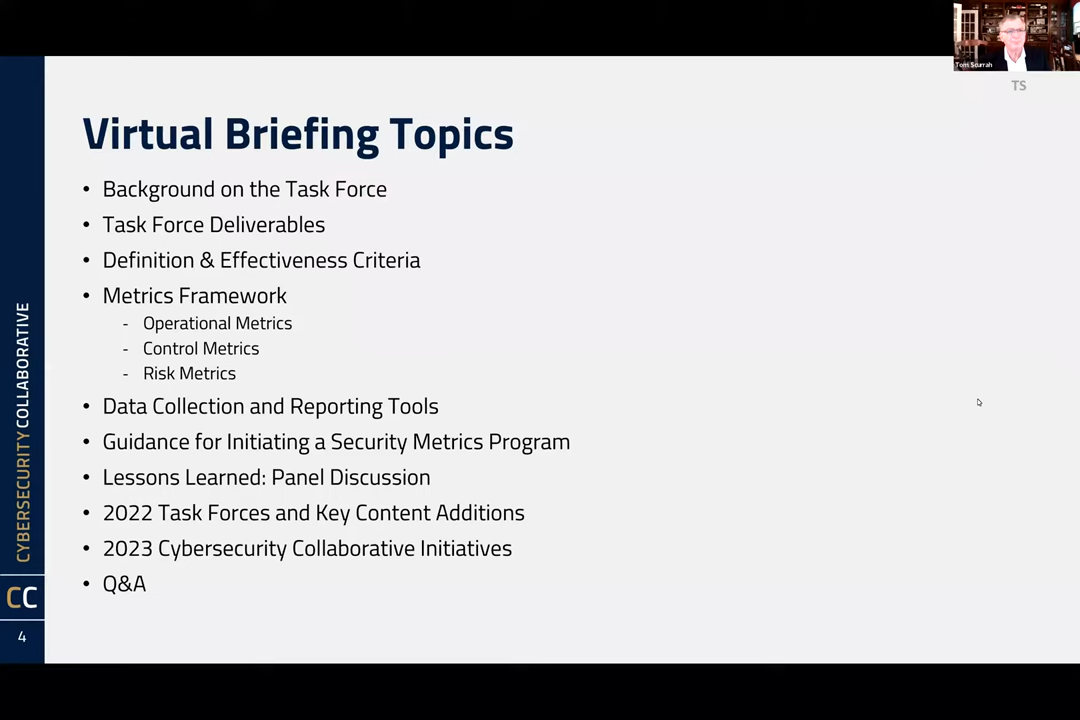 Tom Scurrah
TS
Virtual Briefing Topics
• Background on the Task Force
• Task Force Deliverables
• Definition & Effectiveness Criteria
• Metrics Framework
- Operational Metrics
- Control Metrics
- Risk Metrics
• Data Collection and Reporting Tools
• Guidance for Initiating a Security Metrics Program
• Lessons Learned: Panel Discussion
• 2022 Task Forces and Key Content Additions
• 2023 Cybersecurity Collaborative Initiatives
• Q&A
CYBERSECURITY COLLABORATIVE
CC
4